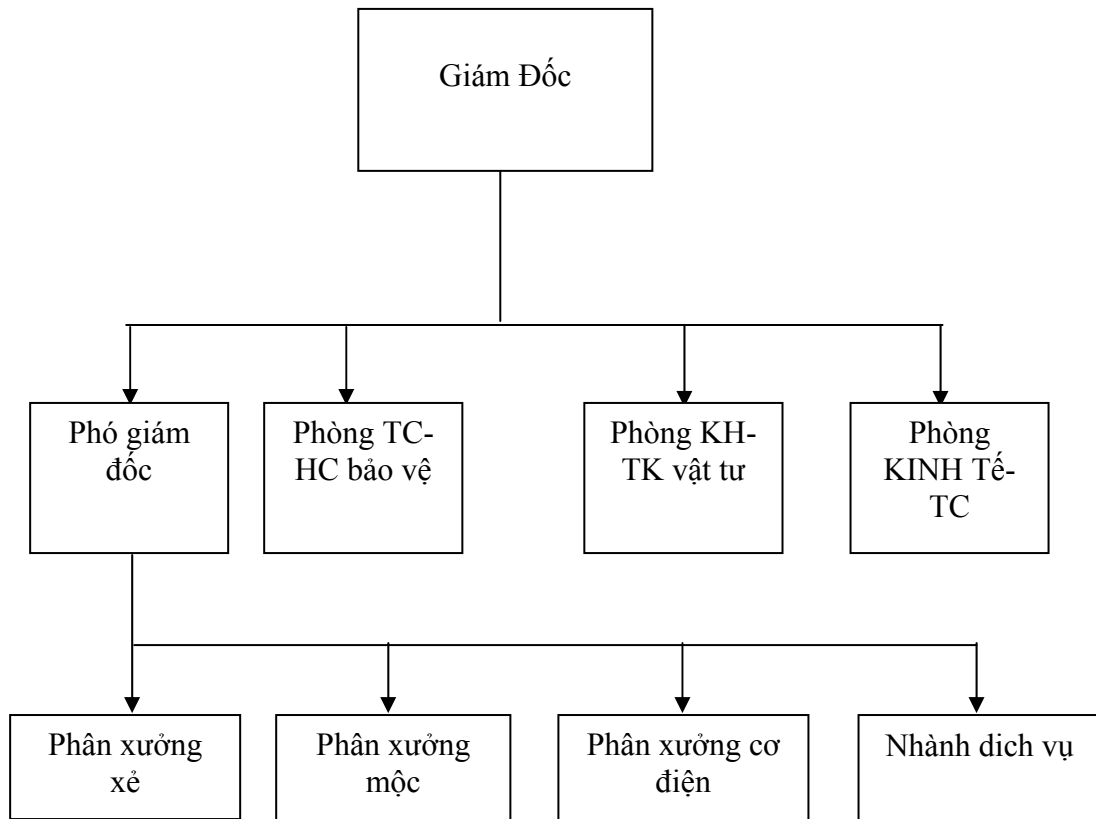 Giám Đốc
Phó giám
đốc
Phòng TC-
HC bảo vệ
Phòng KH-
TK vật tư
Phòng
KINH Tế-
TC
Phân xưởng
xẻ
Phân xưởng
mộc
Phân xưởng cơ
điện
Nhành dich vụ